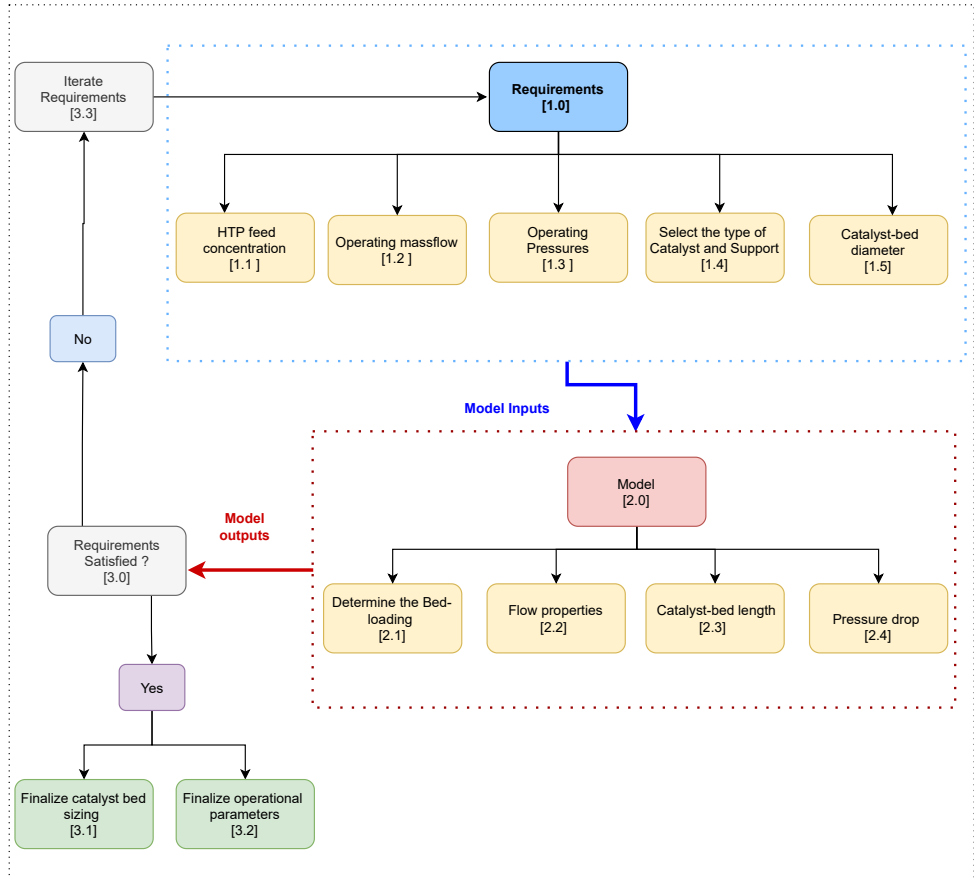 Iterate
Requirements
[3.3]
Requirements
[1.0]
HTP feed
concentration
[1.1 ]
Operating massflow
[1.2 ]
Operating
Pressures
[1.3 ]
Select the type of
Catalyst and Support
[1.4]
Catalyst-bed
diameter
[1.5]
No
Model Inputs
Model
[2.0]
Model
outputs
Requirements
Satisfied ?
[3.0]
Determine the Bed-
loading
[2.1]
Flow properties
[2.2]
Catalyst-bed length
[2.3]
Pressure drop
[2.4]
Yes
Finalize catalyst bed
sizing
[3.1]
Finalize operational
parameters
[3.2]